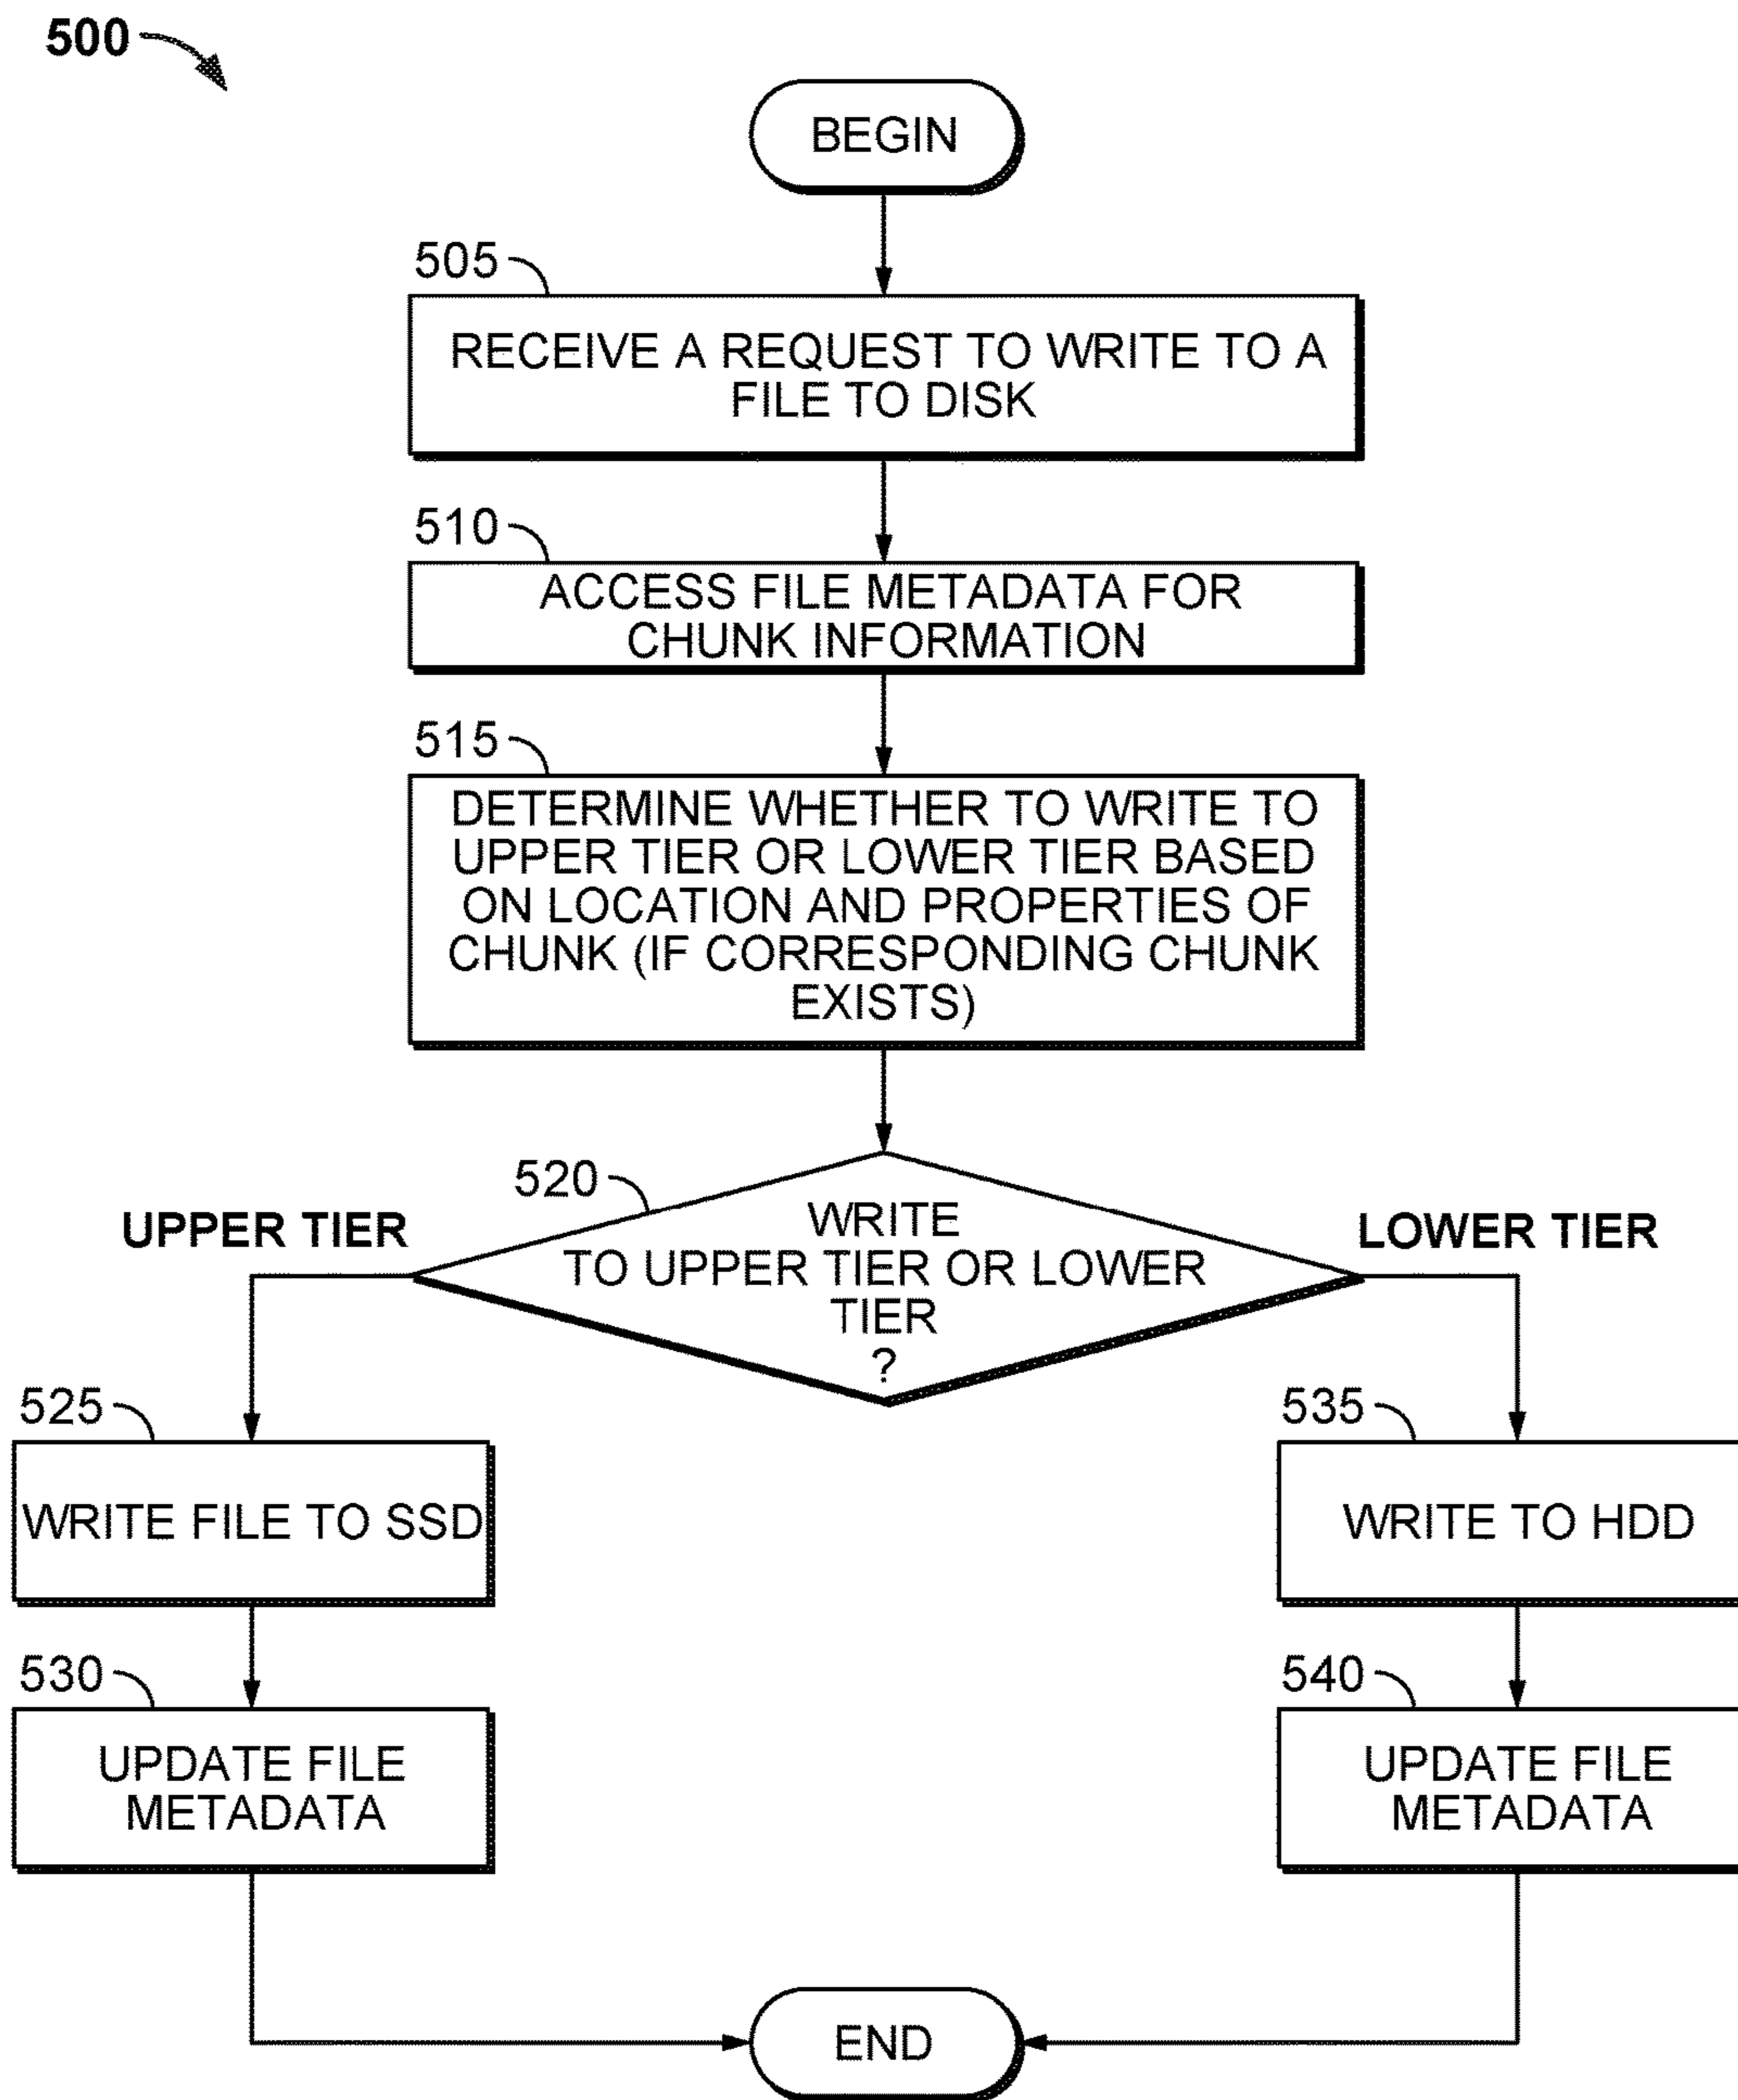 500
BEGIN
505
RECEIVE A REQUEST TO WRITE TO A
FILE TO DISK
510
ACCESS FILE METADATA FOR
CHUNK INFORMATION
515
DETERMINE WHETHER TO WRITE TO
UPPER TIER OR LOWER TIER BASED
ON LOCATION AND PROPERTIES OF
CHUNK (IF CORRESPONDING CHUNK
EXISTS)
520
WRITE
TO UPPER TIER OR LOWER
TIER
?
UPPER TIER
LOWER TIER
525
WRITE FILE TO SSD
535
WRITE TO HDD
530
UPDATE FILE
METADATA
540
UPDATE FILE
METADATA
END